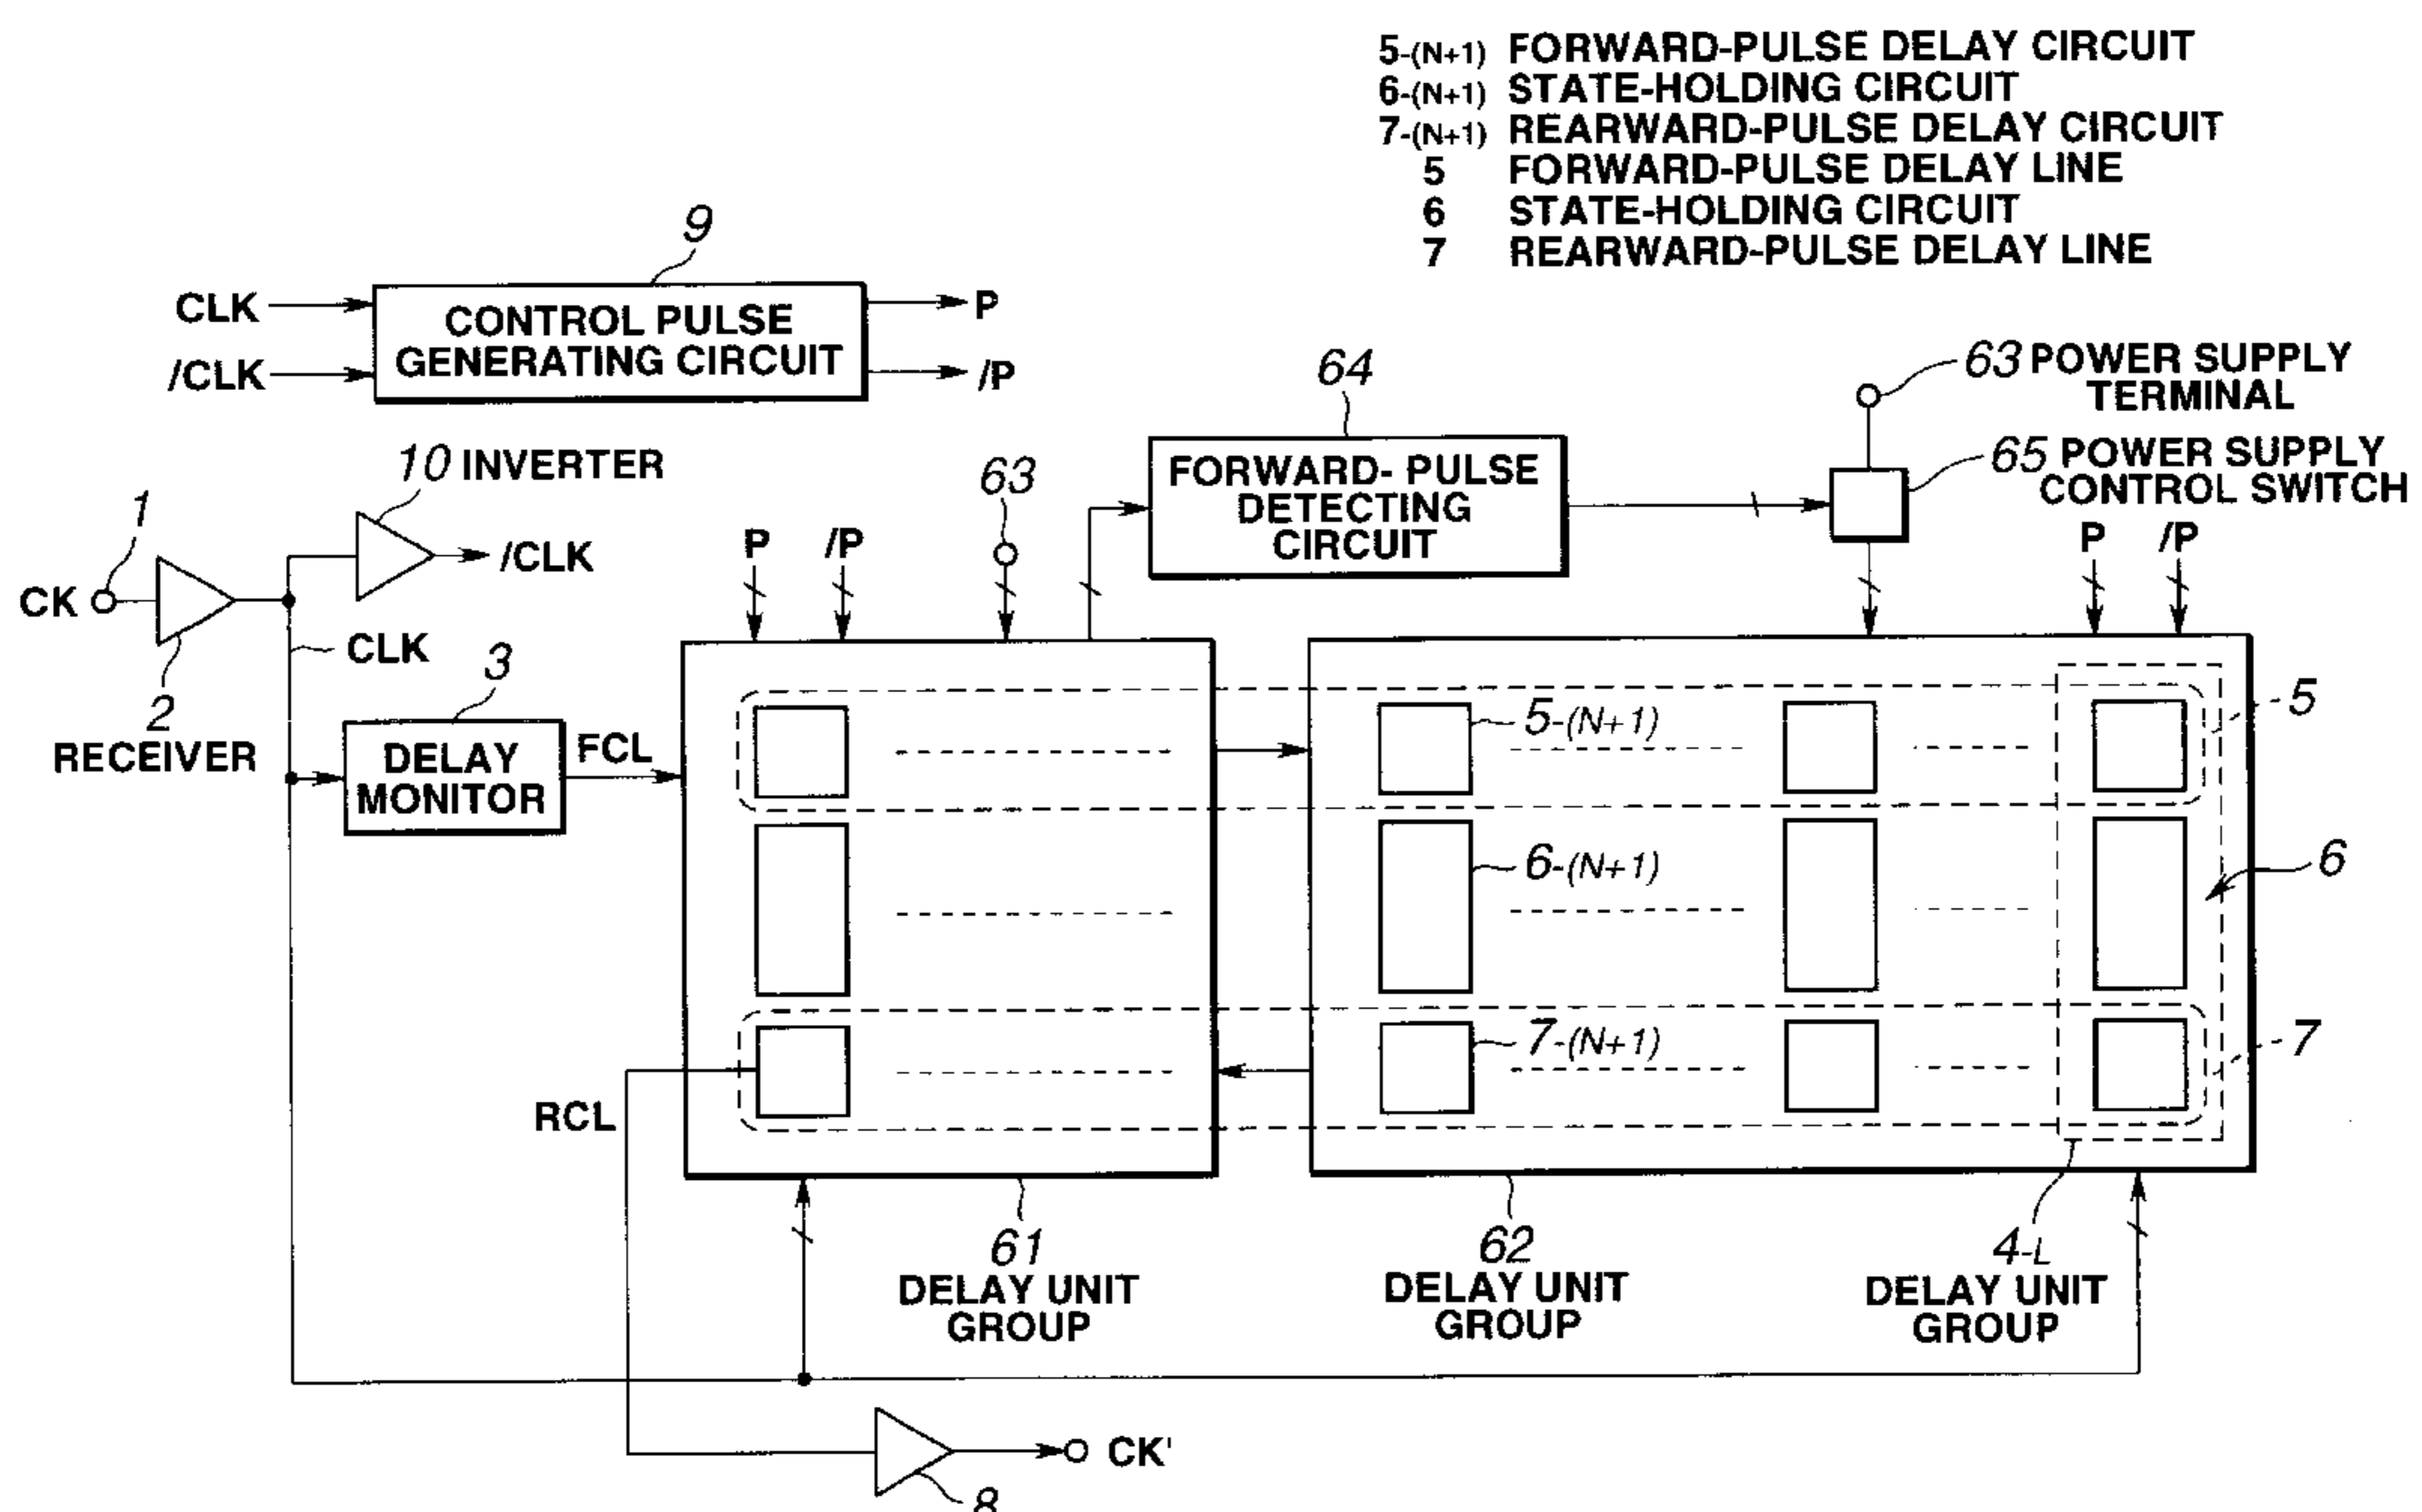 5-(N+1) FORWARD-PULSE DELAY CIRCUIT
6-(N+1) STATE-HOLDING CIRCUIT
7-(N+1) REARWARD-PULSE DELAY CIRCUIT
5 FORWARD-PULSE DELAY LINE
6 STATE-HOLDING CIRCUIT
7 REARWARD-PULSE DELAY LINE
9
CLK
/CLK
CONTROL PULSE
GENERATING CIRCUIT
P
/P
64
FORWARD- PULSE
DETECTING
CIRCUIT
63 POWER SUPPLY
TERMINAL
65 POWER SUPPLY
CONTROL SWITCH
10 INVERTER
/CLK
1
CK
2
RECEIVER
CLK
3
DELAY
MONITOR
FCL
P
/P
63
P
/P
5-(N+1)
5
6-(N+1)
6
7-(N+1)
7
RCL
61
DELAY UNIT
GROUP
62
DELAY UNIT
GROUP
4-L
DELAY UNIT
GROUP
CK'
8